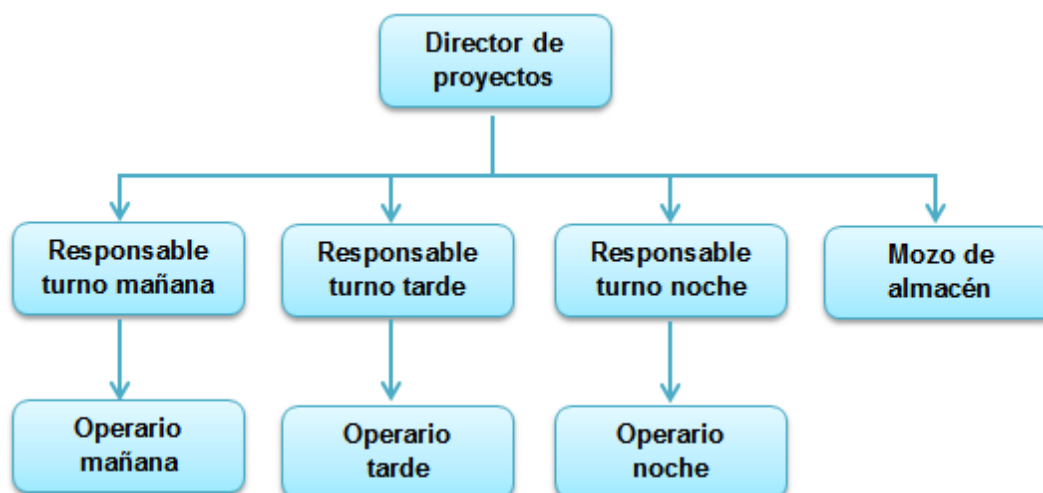 Director de
proyectos
Responsable
turno mañana
Responsable
turno tarde
Responsable
turno noche
Mozo de
almacén
Operario
mañana
Operario
tarde
Operario
noche